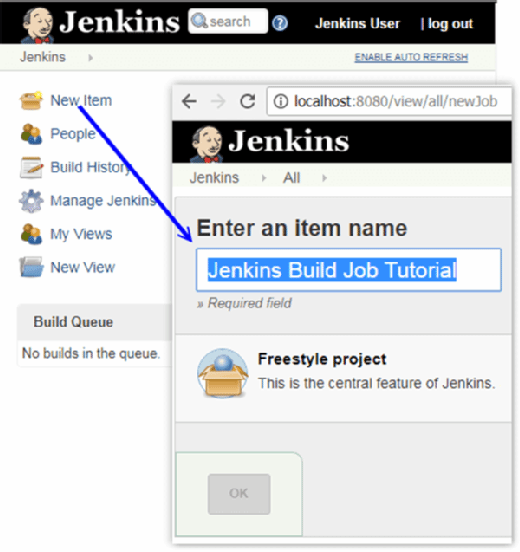 Jenkins search Jenkins User | log out
Jenkins
ENABLE AUTO REFRESH
New Item
People
Build History
Manage Jenkins
My Views
New View
Build Queue
No builds in the queue.
localhost:8080/view/all/newJob
Jenkins
Jenkins All
Enter an item name
Jenkins Build Job Tutorial
» Required field
Freestyle project
This is the central feature of Jenkins.
OK